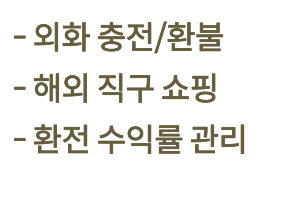 - 외화 충전/환불
- 해외 직구 쇼핑
- 환전 수익률 관리